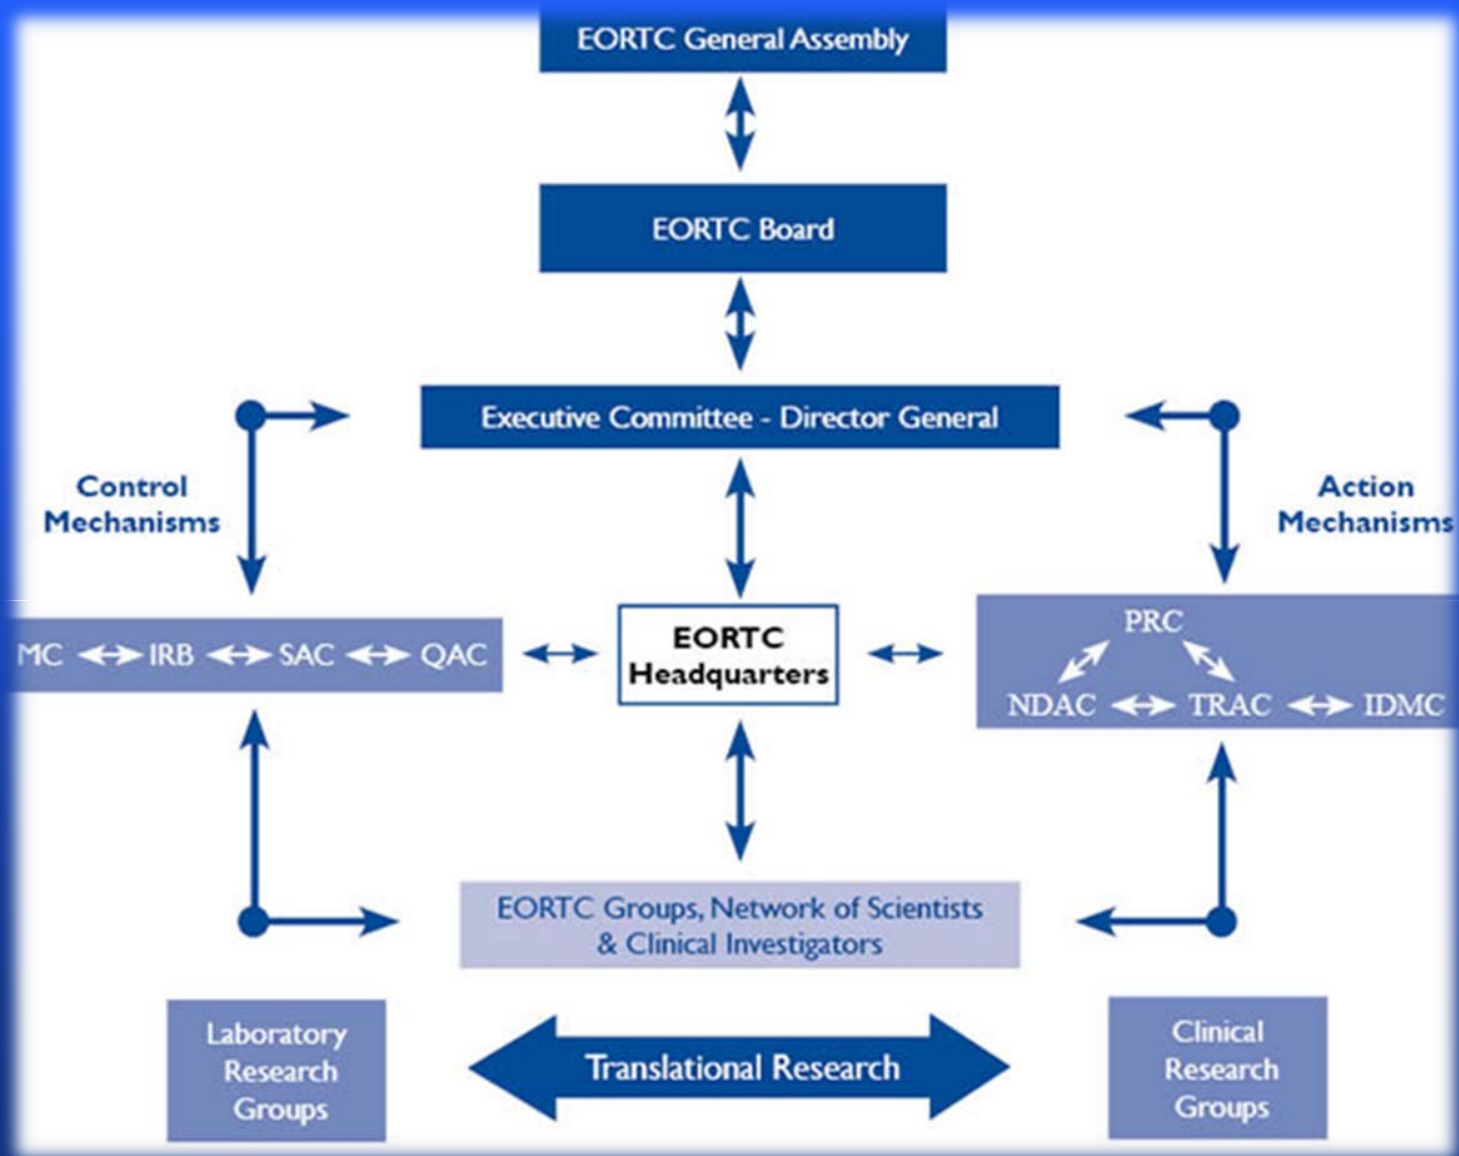 EORTC General Assembly
EORTC Board
Executive Committee - Director General
Control
Mechanisms
Action
Mechanisms
MC IRB SAC QAC
EORTC
Headquarters
PRC
NDAC TRAC IDMC
EORTC Groups, Network of Scientists
& Clinical Investigators
Laboratory
Research
Groups
Translational Research
Clinical
Research
Groups